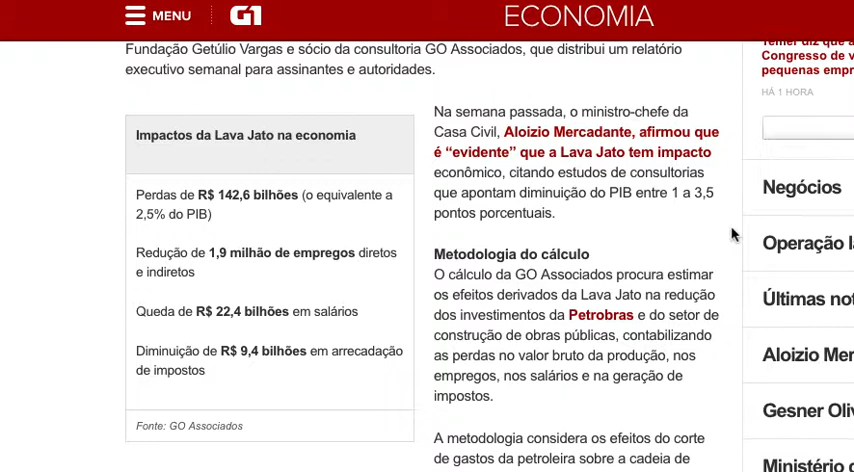 MENU G1 ECONOMIA
Fundação Getúlio Vargas e sócio da consultoria GO Associados, que distribui um relatório
executivo semanal para assinantes e autoridades.
Impactos da Lava Jato na economia
Perdas de R$ 142,6 bilhões (o equivalente a
2,5% do PIB)
Redução de 1,9 milhão de empregos diretos
e indiretos
Queda de R$ 22,4 bilhões em salários
Diminuição de R$ 9,4 bilhões em arrecadação
de impostos
Fonte: GO Associados
Na semana passada, o ministro-chefe da
Casa Civil, Aloizio Mercadante, afirmou que
é “evidente” que a Lava Jato tem impacto
econômico, citando estudos de consultorias
que apontam diminuição do PIB entre 1 a 3,5
pontos porcentuais.
Metodologia do cálculo
O cálculo da GO Associados procura estimar
os efeitos derivados da Lava Jato na redução
dos investimentos da Petrobras e do setor de
construção de obras públicas, contabilizando
as perdas no valor bruto da produção, nos
empregos, nos salários e na geração de
impostos.
A metodologia considera os efeitos do corte
de gastos da petroleira sobre a cadeia de
Temer diz que a
Congresso de v
pequenas empr
HÁ 1 HORA
Negócios
Operação la
Últimas not
Aloizio Mer
Gesner Oliv
Ministério d